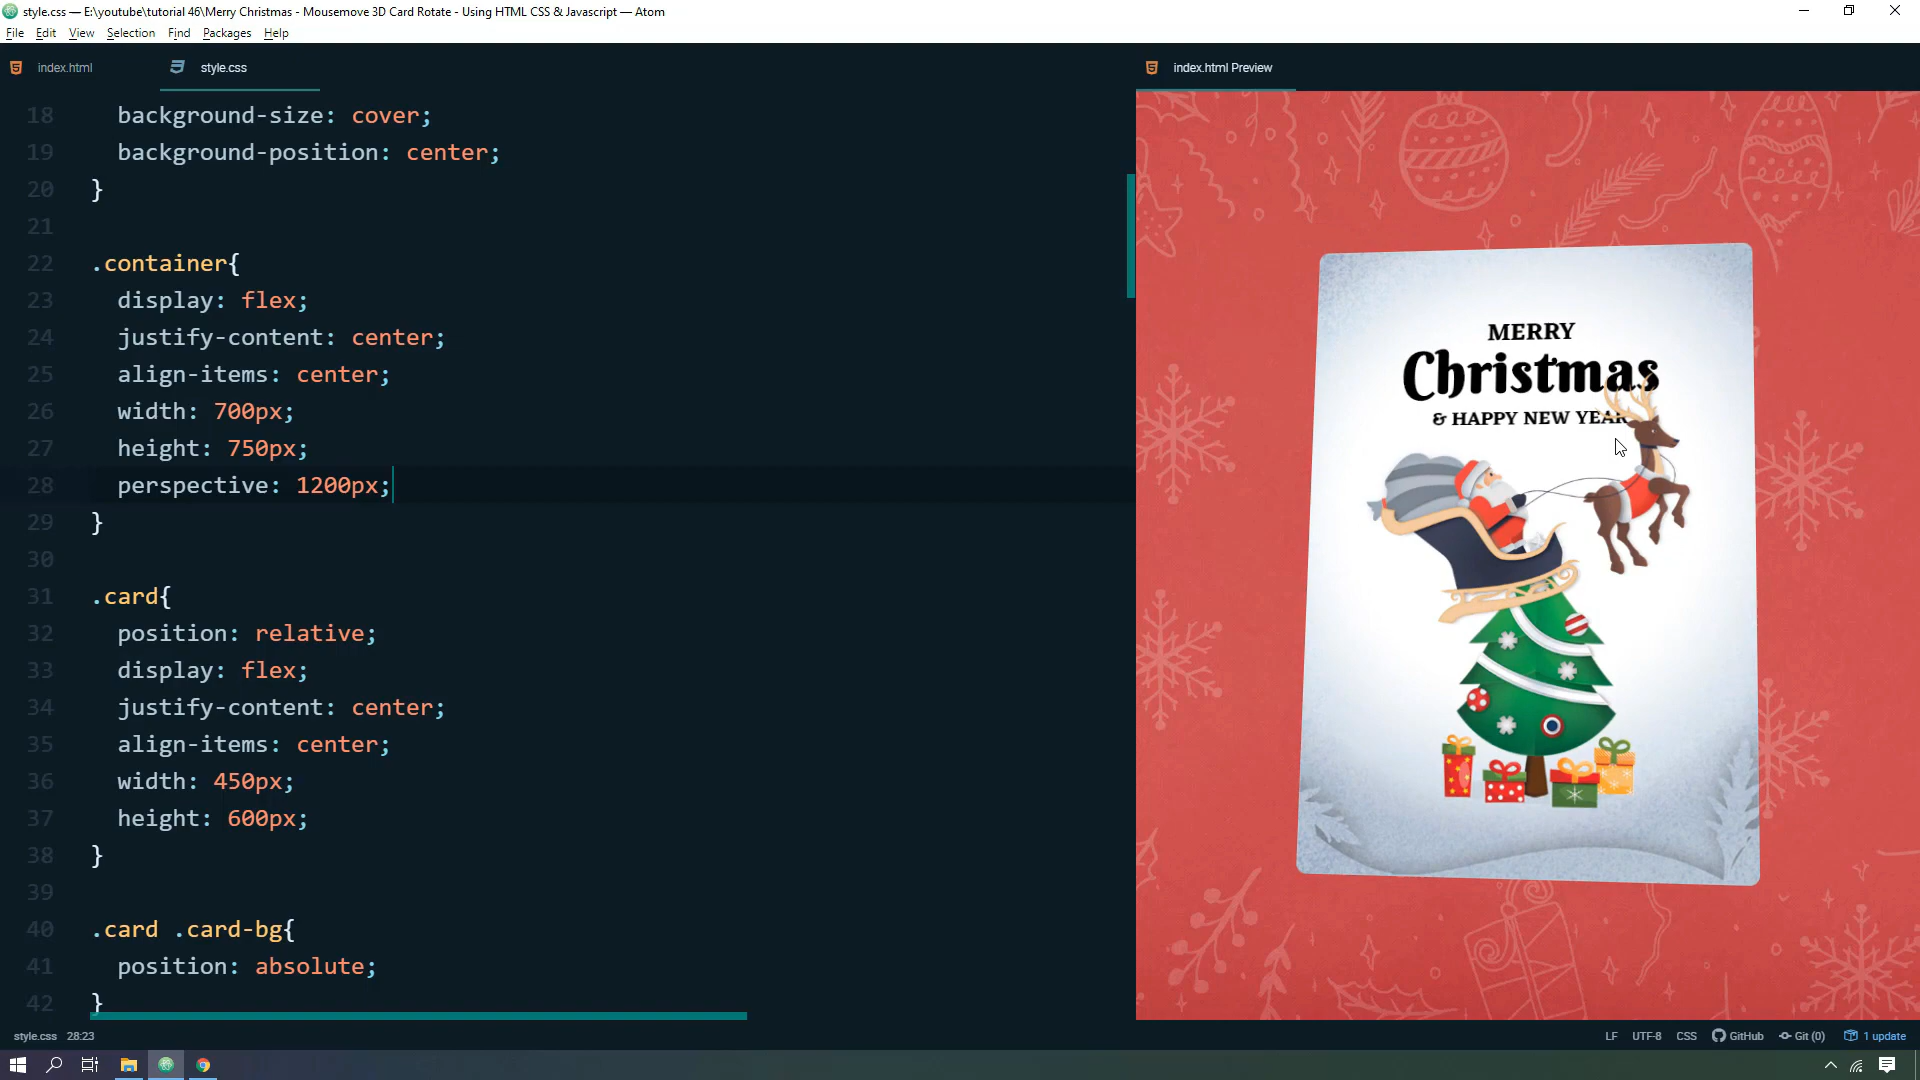 style.css — E:\youtube\tutorial 46\Merry Christmas - Mousemove 3D Card Rotate - Using HTML CSS & Javascript — Atom
File Edit View Selection Find Packages Help
index.html style.css index.html Preview
18 background-size: cover;
19 background-position: center;
20 }
21
22 .container{
23 display: flex;
24 justify-content: center;
25 align-items: center;
26 width: 700px;
27 height: 750px;
28 perspective: 1200px;
29 }
30
31 .card{
32 position: relative;
33 display: flex;
34 justify-content: center;
35 align-items: center;
36 width: 450px;
37 height: 600px;
38 }
39
40 .card .card-bg{
41 position: absolute;
42 }
MERRY
Christmas
& HAPPY NEW YEAR
style.css 28:23 LF UTF-8 CSS GitHub Git (0) 1 update